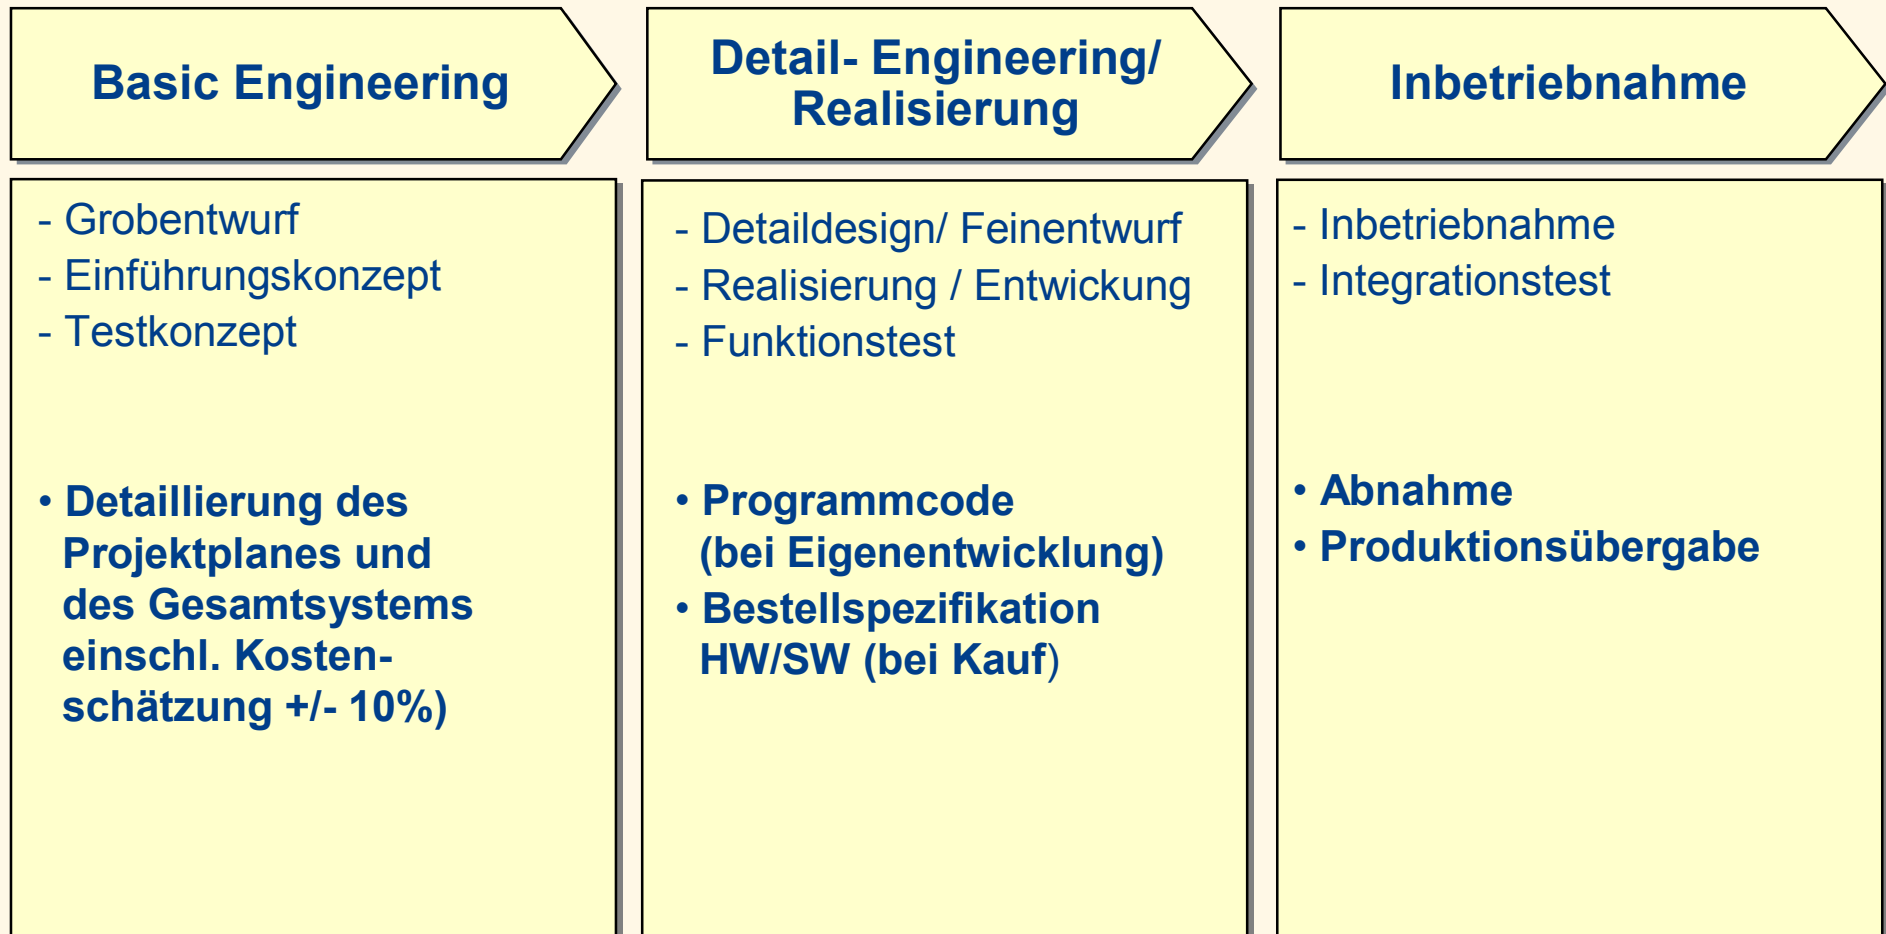 Basic Engineering
- Grobentwurf
- Einführungskonzept
- Testkonzept
• Detaillierung des
Projektplanes und
des Gesamtsystems
einschl. Kosten-
schätzung +/- 10%)
Detail- Engineering/
Realisierung
- Detaildesign/ Feinentwurf
- Realisierung / Entwickung
- Funktionstest
• Programmcode
(bei Eigenentwicklung)
• Bestellspezifikation
HW/SW (bei Kauf)
Inbetriebnahme
- Inbetriebnahme
- Integrationstest
• Abnahme
• Produktionsübergabe